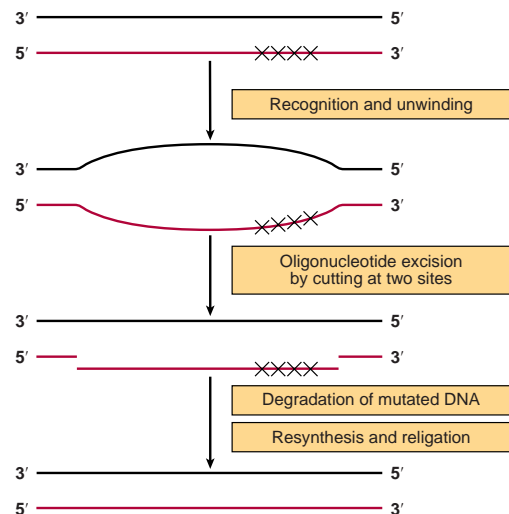 3′ 5′
5′ 3′
Recognition and unwinding
3′ 5′
5′ 3′
Oligonucleotide excision
by cutting at two sites
3′ 5′
5′ 3′
Degradation of mutated DNA
Resynthesis and religation
3′ 5′
5′ 3′